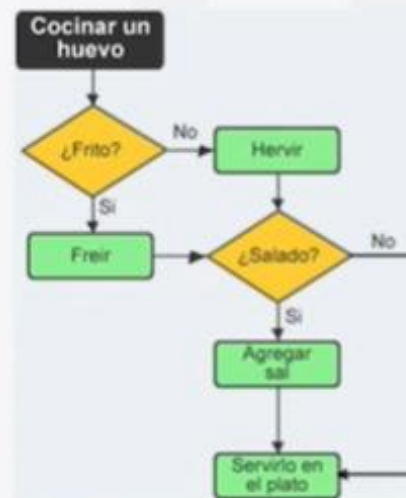 Cocinar un
huevo
¿Frito?
No
Hervir
Si
Freir
¿Salado?
No
Si
Agregar
sal
Servirlo en
el plato